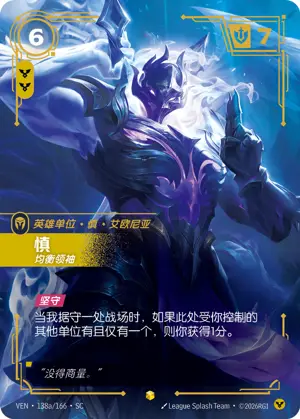 6
7
英雄单位·慎·艾欧尼亚
慎
均衡领袖
坚守
当我据守一处战场时，如果此处受你控制的
其他单位有且仅有一个，则你获得1分。
“没得商量。”
VEN·138a/166·SC
League Splash Team
©2026RGI